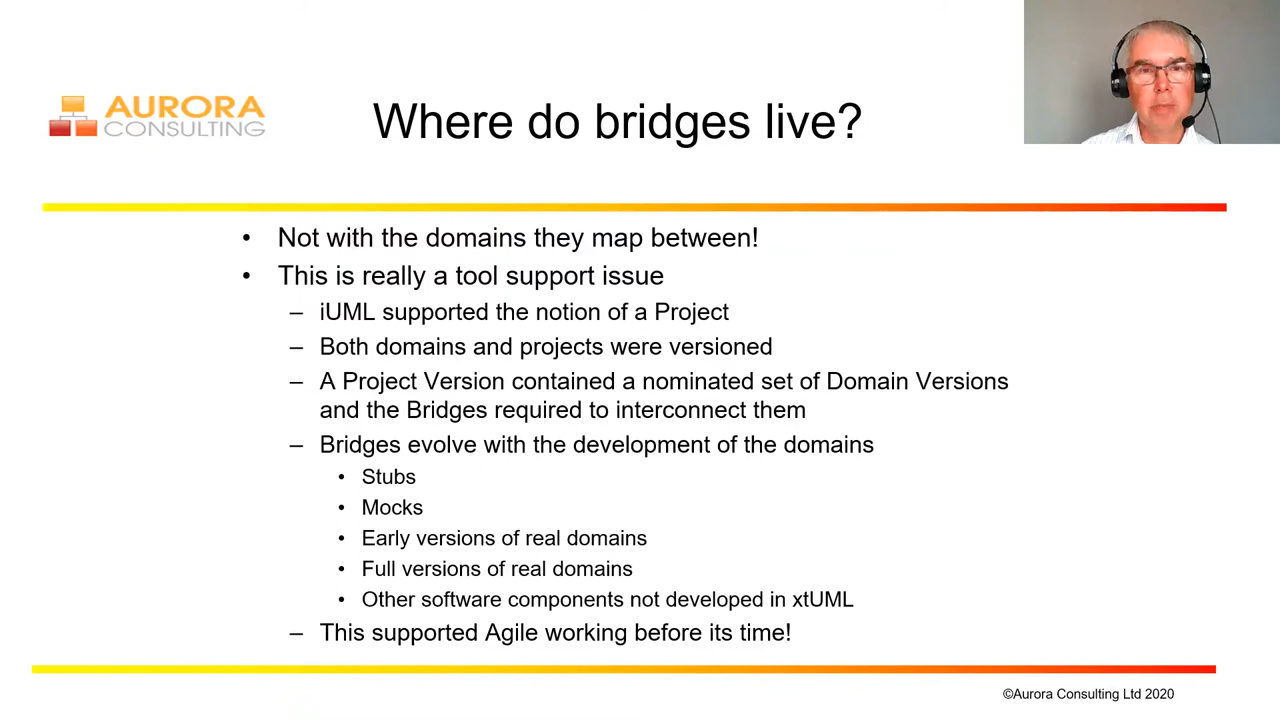 AURORA
CONSULTING
Where do bridges live?
• Not with the domains they map between!
• This is really a tool support issue
– iUML supported the notion of a Project
– Both domains and projects were versioned
– A Project Version contained a nominated set of Domain Versions
and the Bridges required to interconnect them
– Bridges evolve with the development of the domains
• Stubs
• Mocks
• Early versions of real domains
• Full versions of real domains
• Other software components not developed in xtUML
– This supported Agile working before its time!
©Aurora Consulting Ltd 2020